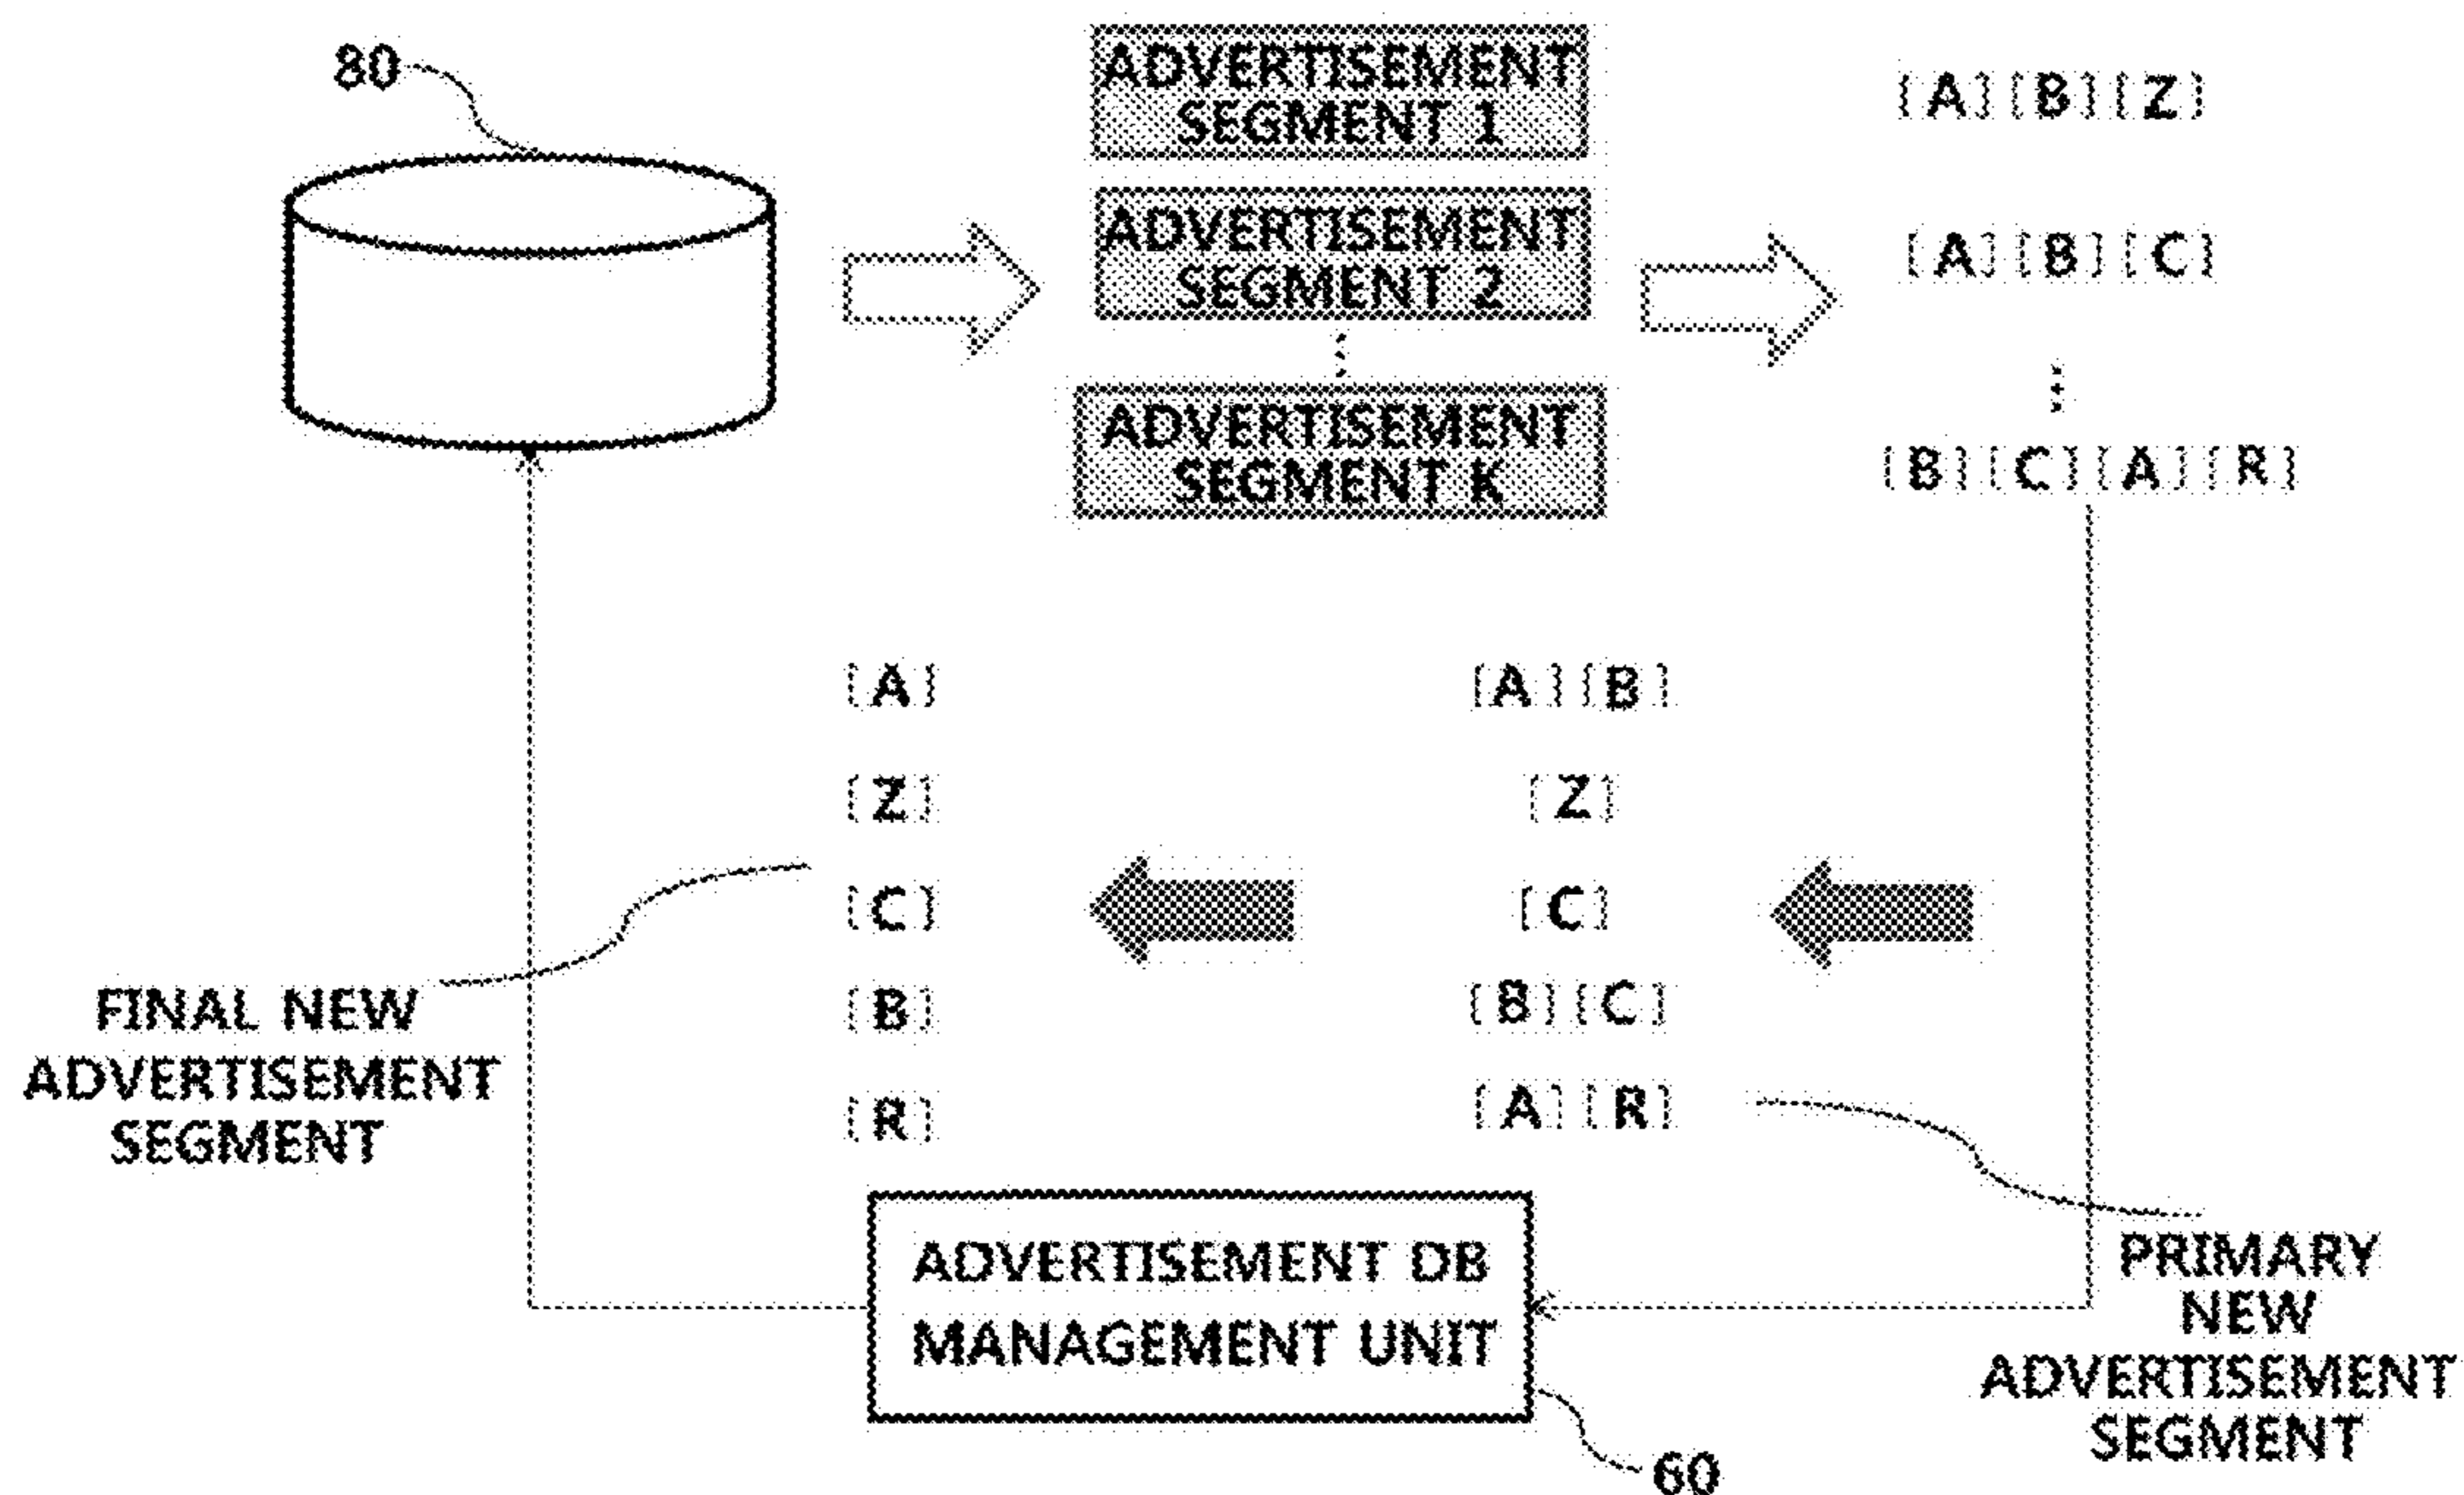 80
ADVERTISEMENT
SEGMENT 1
[A] [B] [Z]
ADVERTISEMENT
SEGMENT 2
[A] [B] [C]
ADVERTISEMENT
SEGMENT K
[B] [C] [A] [R]
[A]
[A] [B]
[Z]
[Z]
[C]
[C]
FINAL NEW
ADVERTISEMENT
SEGMENT
[B]
[B] [C]
[R]
[A] [R]
ADVERTISEMENT DB
MANAGEMENT UNIT
PRIMARY
NEW
ADVERTISEMENT
SEGMENT
60